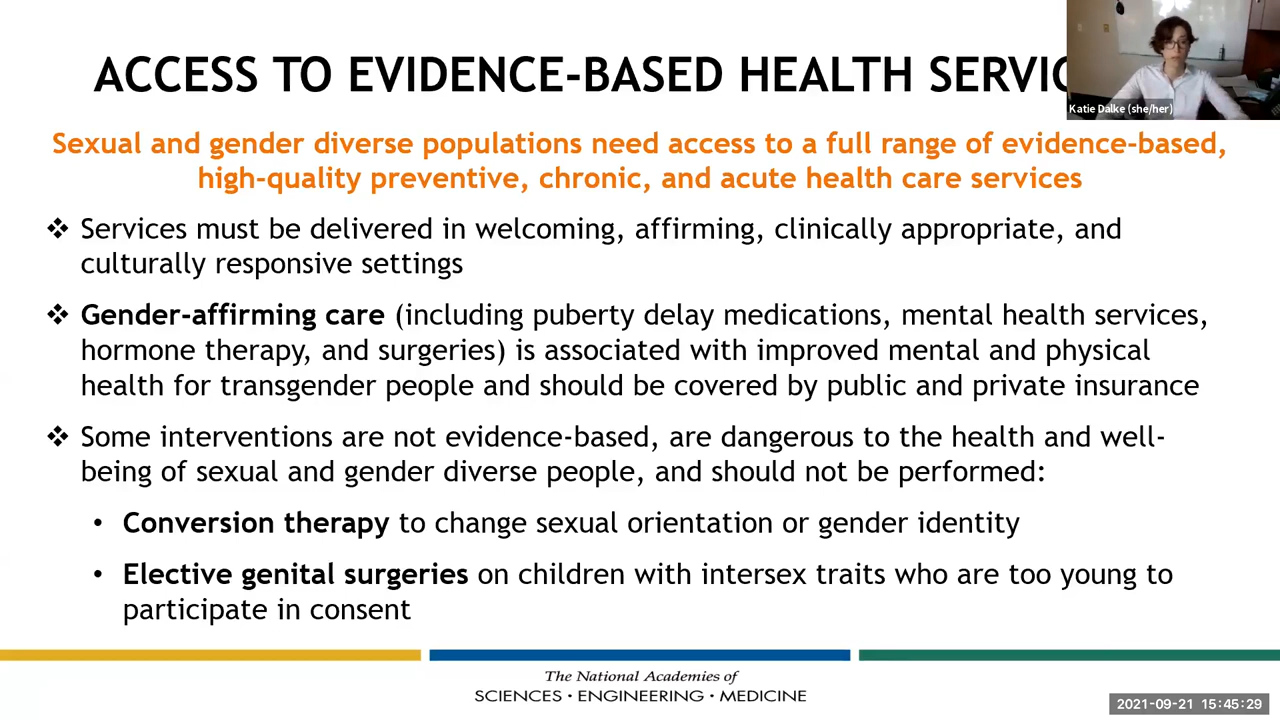 ACCESS TO EVIDENCE-BASED HEALTH SERVIC
Katie Dalke (she/her)
Sexual and gender diverse populations need access to a full range of evidence-based,
high-quality preventive, chronic, and acute health care services
❖ Services must be delivered in welcoming, affirming, clinically appropriate, and
culturally responsive settings
❖ Gender-affirming care (including puberty delay medications, mental health services,
hormone therapy, and surgeries) is associated with improved mental and physical
health for transgender people and should be covered by public and private insurance
❖ Some interventions are not evidence-based, are dangerous to the health and well-
being of sexual and gender diverse people, and should not be performed:
• Conversion therapy to change sexual orientation or gender identity
• Elective genital surgeries on children with intersex traits who are too young to
participate in consent
The National Academies of
SCIENCES · ENGINEERING · MEDICINE
2021-09-21 15:45:29